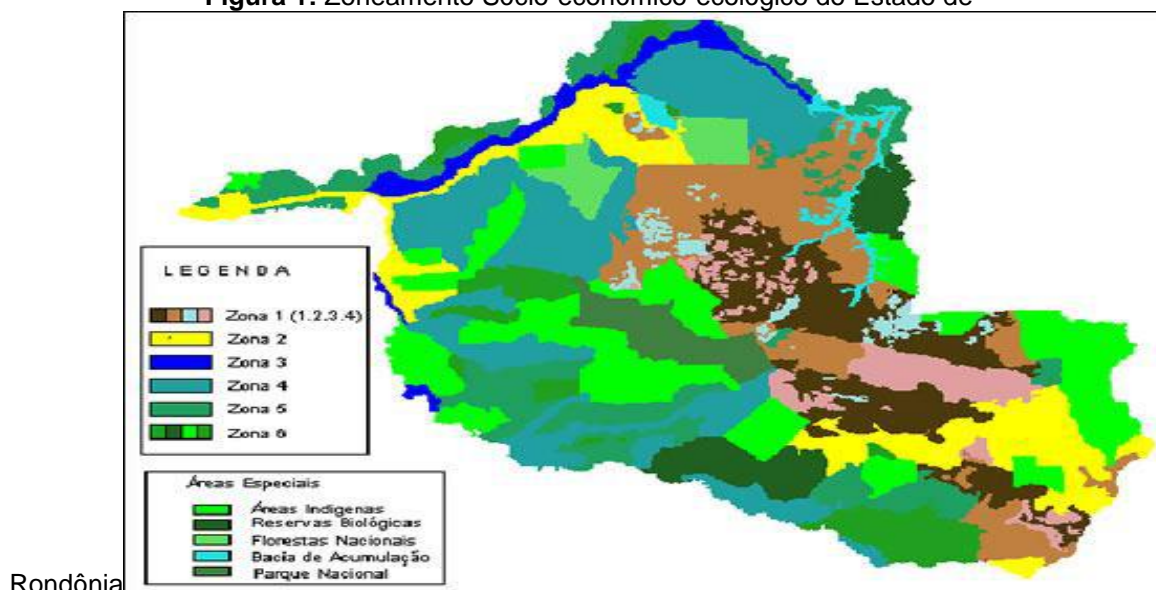 Figura 1: Zoneamento Sócio-econômico-ecológico do Estado de
LEGENDA
Zona 1 (1.2.3.4)
Zona 2
Zona 3
Zona 4
Zona 5
Zona 6
Áreas Especiais
Áreas Indígenas
Reservas Biológicas
Florestas Nacionais
Bacia de Acumulação
Parque Nacional
Rondônia